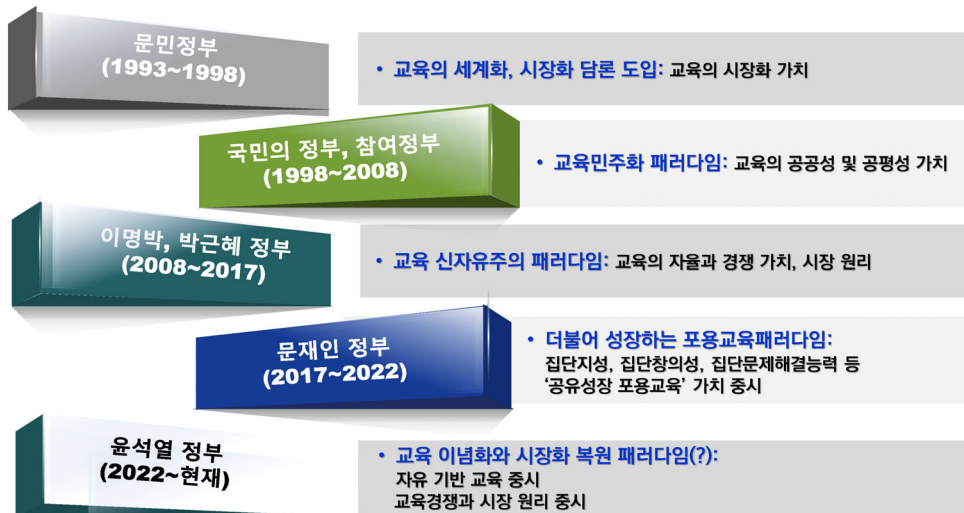 문민정부
(1993~1998)
• 교육의 세계화, 시장화 담론 도입: 교육의 시장화 가치
국민의 정부, 참여정부
(1998~2008)
• 교육민주화 패러다임: 교육의 공공성 및 공평성 가치
이명박, 박근혜 정부
(2008~2017)
• 교육 신자유주의 패러다임: 교육의 자율과 경쟁 가치, 시장 원리
문재인 정부
(2017~2022)
• 더불어 성장하는 포용교육패러다임:
집단지성, 집단창의성, 집단문제해결능력 등
‘공유성장 포용교육’ 가치 중시
윤석열 정부
(2022~현재)
• 교육 이념화와 시장화 복원 패러다임(?):
자유 기반 교육 중시
교육경쟁과 시장 원리 중시